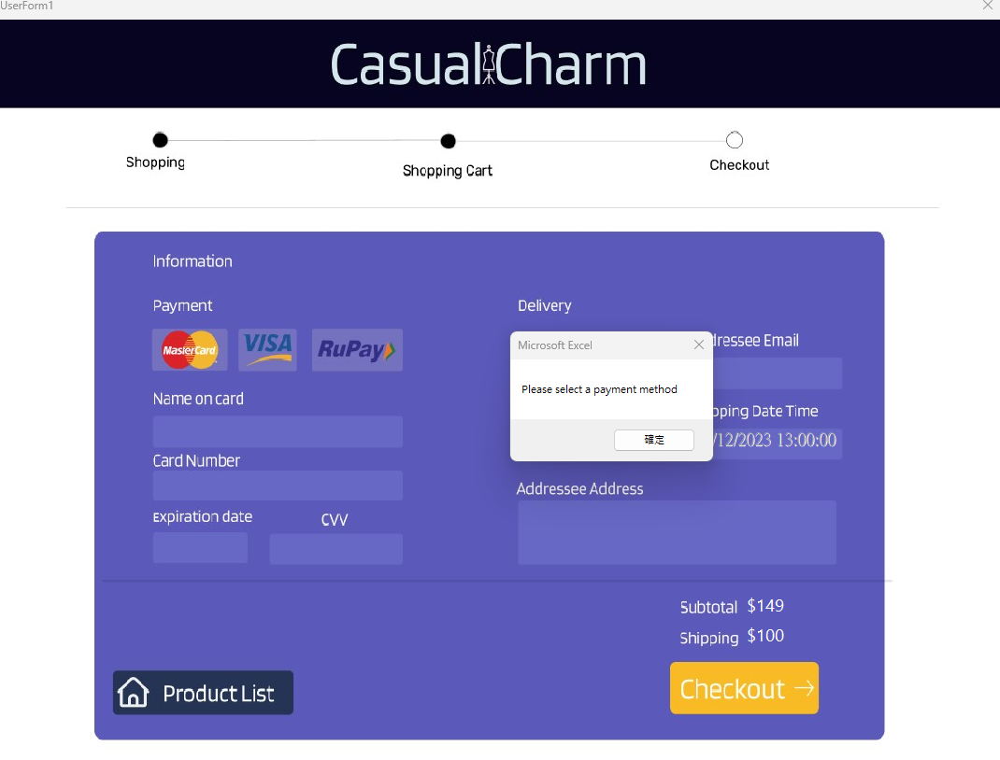 UserForm1
CasualCharm
Shopping
Shopping Cart
Checkout
Information
Payment
Delivery
MasterCard
VISA
RuPay
dressee Email
Microsoft Excel
Please select a payment method
確定
Name on card
pping Date Time
/12/2023 13:00:00
Card Number
Addressee Address
Expiration date
CVV
Subtotal $149
Shipping $100
Product List
Checkout →